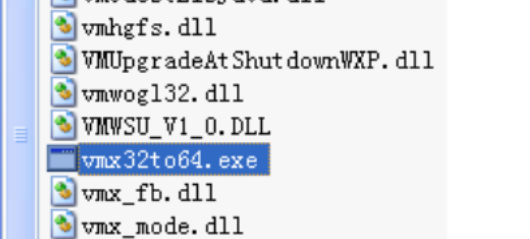 vmhgfs.dll
VMUpgradeAtShutdownWXP.dll
vmwogl32.dll
VMWSU_V1_0.DLL
vmx32to64.exe
vmx_fb.dll
vmx_mode.dll